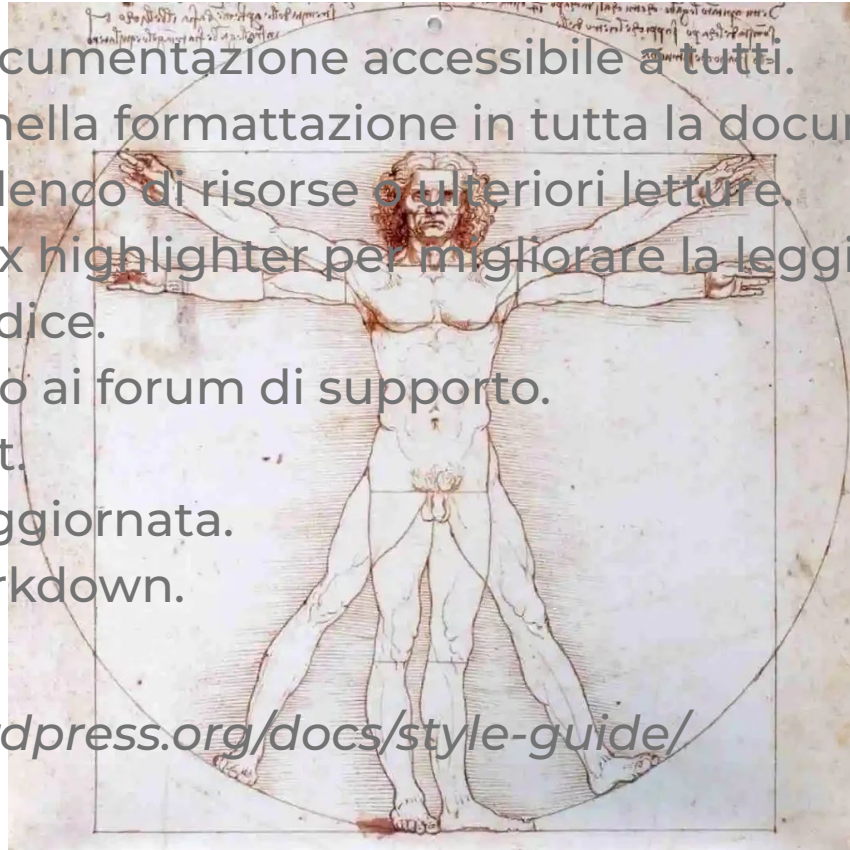 cumentazione accessibile a tutti.
nella formattazione in tutta la docu
lenco di risorse o ulteriori letture.
x highlighter per migliorare la leggi
dice.
ai forum di supporto.
t.
ggiornata.
rkdown.
dpress.org/docs/style-guide/